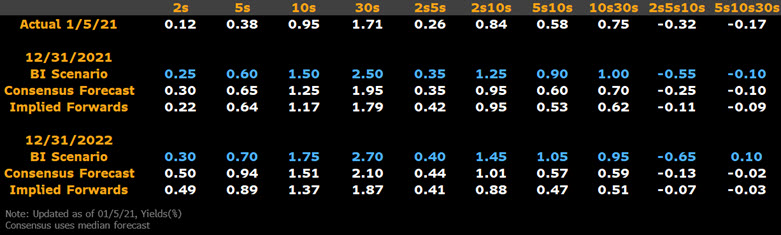 2s 5s 10s 30s 2s5s 2s10s 5s10s 10s30s 2s5s10s 5s10s30s
Actual 1/5/21 0.12 0.38 0.95 1.71 0.26 0.84 0.58 0.75 -0.32 -0.17
12/31/2021
BI Scenario 0.25 0.60 1.50 2.50 0.35 1.25 0.90 1.00 -0.55 -0.10
Consensus Forecast 0.30 0.65 1.25 1.95 0.35 0.95 0.60 0.70 -0.25 -0.10
Implied Forwards 0.22 0.64 1.17 1.79 0.42 0.95 0.53 0.62 -0.11 -0.09
12/31/2022
BI Scenario 0.30 0.70 1.75 2.70 0.40 1.45 1.05 0.95 -0.65 0.10
Consensus Forecast 0.50 0.94 1.51 2.10 0.44 1.01 0.57 0.59 -0.13 -0.02
Implied Forwards 0.49 0.89 1.37 1.87 0.41 0.88 0.47 0.51 -0.07 -0.03
Note: Updated as of 01/5/21, Yields(%)
Consensus uses median forecast